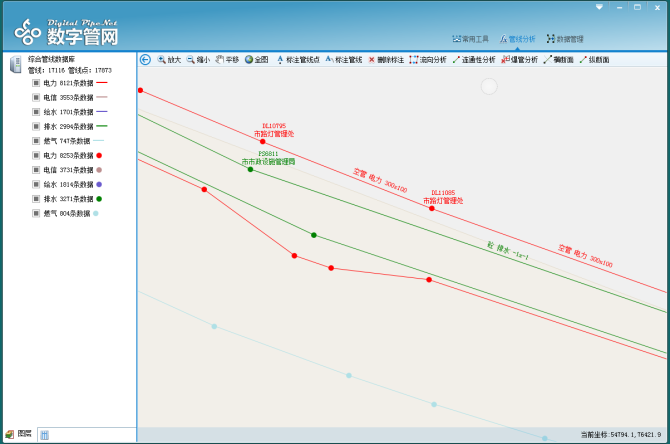 Digital Pipe.Net
数字管网
常用工具 管线分析 数据管理
综合管线数据库
管线: 17116 管线点: 17873
电力 8121条数据
电信 3553条数据
给水 1701条数据
排水 2994条数据
燃气 747条数据
电力 8253条数据
电信 3731条数据
给水 1814条数据
排水 3271条数据
燃气 804条数据
放大 缩小 平移 全图 标注管线点 标注管线 删除标注 流向分析 连通性分析 爆管分析 横断面 纵断面
DL10795
市路灯管理处
PS6811
市市政设施管理局
空管 电力 300x100
DL11085
市路灯管理处
砼 排水 -1x-1
空管 电力 300x100
图层
当前坐标:54794.1,76421.9